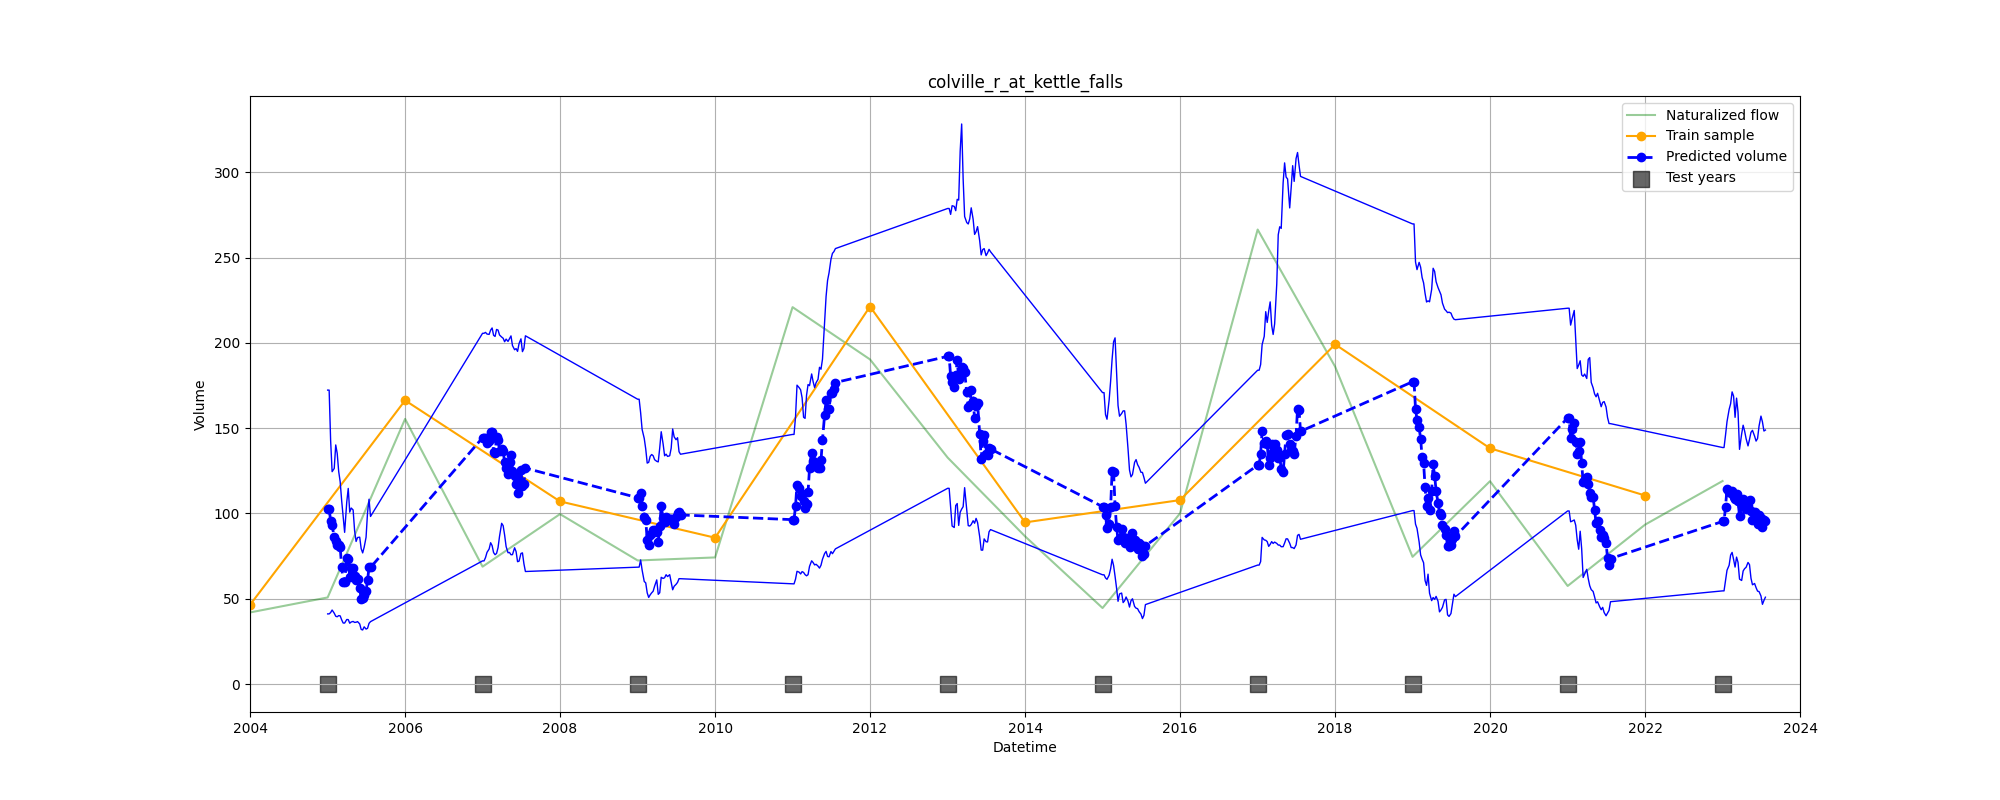 colville_r_at_kettle_falls
Naturalized flow
Train sample
Predicted volume
Test years
300
250
200
150
100
50
0
Volume
2004 2006 2008 2010 2012 2014 2016 2018 2020 2022 2024
Datetime